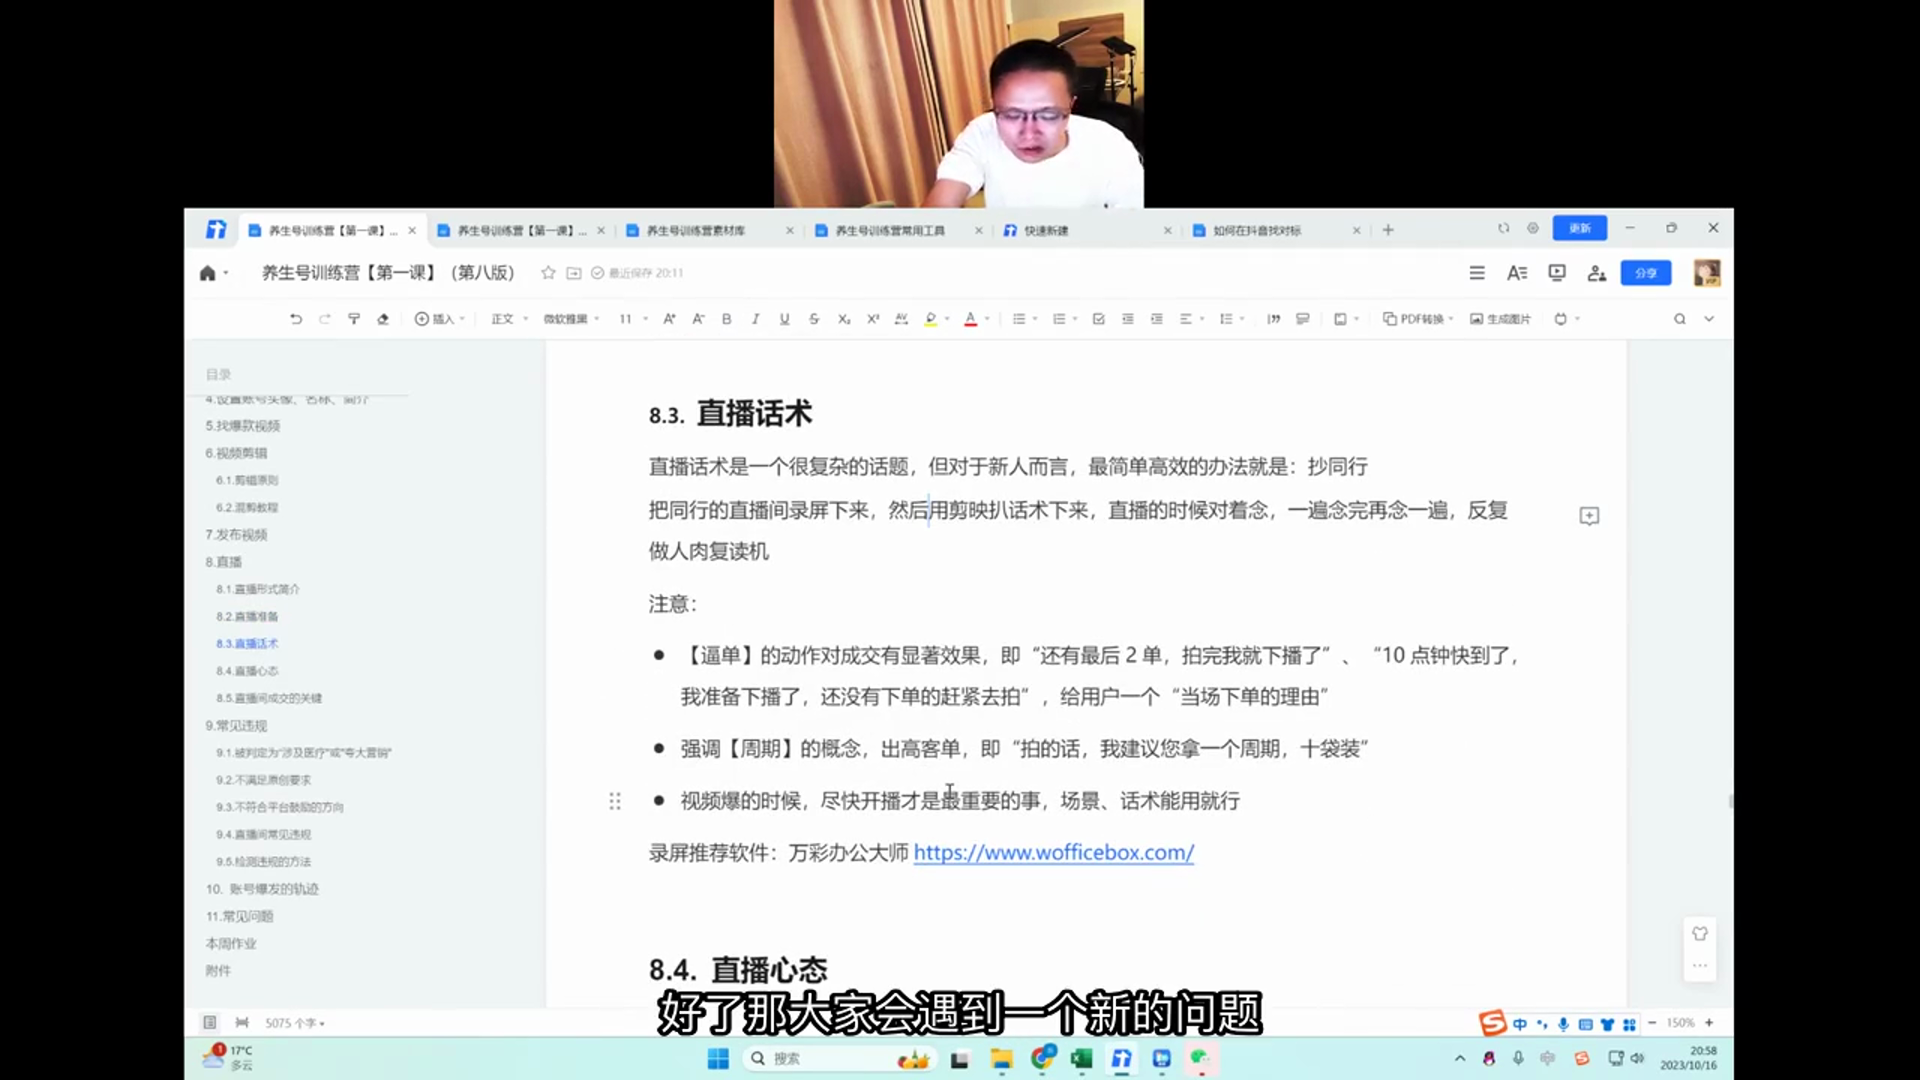 养生号训练营【第一课】...
养生号训练营【第一课】...
养生号训练营素材库
养生号训练营常用工具
快速新建
如何在抖音找对标
更新
养生号训练营【第一课】（第八版）
最近保存 20:11
分享
插入
正文
微软雅黑
11
PDF转换
生成图片
目录
4.设置账号头像、名称、简介
5.找爆款视频
6.视频剪辑
6.1.剪辑原则
6.2.混剪教程
7.发布视频
8.直播
8.1.直播形式简介
8.2.直播准备
8.3.直播话术
8.4.直播心态
8.5.直播间成交的关键
9.常见违规
9.1.被判定为“涉及医疗”或“夸大营销”
9.2.不满足原创要求
9.3.不符合平台鼓励的方向
9.4.直播间常见违规
9.5.检测违规的方法
10. 账号爆发的轨迹
11.常见问题
本周作业
附件
8.3. 直播话术
直播话术是一个很复杂的话题，但对于新人而言，最简单高效的办法就是：抄同行
把同行的直播间录屏下来，然后用剪映扒话术下来，直播的时候对着念，一遍念完再念一遍，反复
做人肉复读机
注意：
【逼单】的动作对成交有显著效果，即“还有最后 2 单，拍完我就下播了”、“10 点钟快到了，
我准备下播了，还没有下单的赶紧去拍”，给用户一个“当场下单的理由”
强调【周期】的概念，出高客单，即“拍的话，我建议您拿一个周期，十袋装”
视频爆的时候，尽快开播才是最重要的事，场景、话术能用就行
录屏推荐软件：万彩办公大师 https://www.wofficebox.com/
8.4. 直播心态
好了那大家会遇到一个新的问题
5075 个字
中
150%
1
17°C
多云
搜索
20:58
2023/10/16